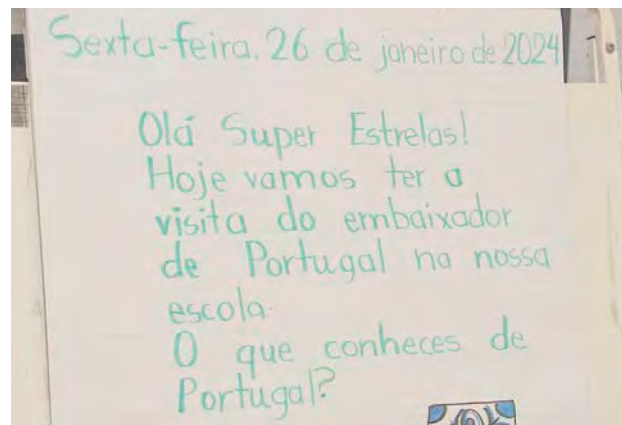 Sexta-feira, 26 de janeiro de 2024
Olá Super Estrelas!
Hoje vamos ter a
visita do embaixador
de Portugal na nossa
escola.
O que conheces de
Portugal?